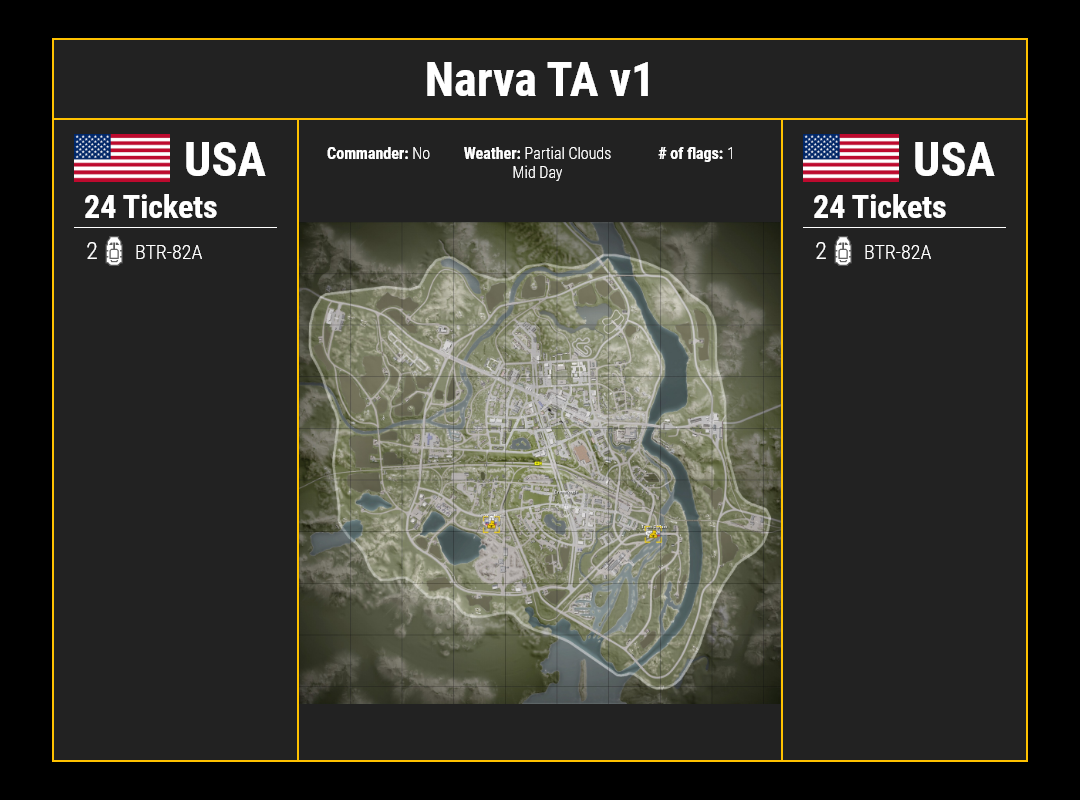 Narva TA v1
USA
24 Tickets
2 BTR-82A
Commander: No
Weather: Partial Clouds
Mid Day
# of flags: 1
USA
24 Tickets
2 BTR-82A